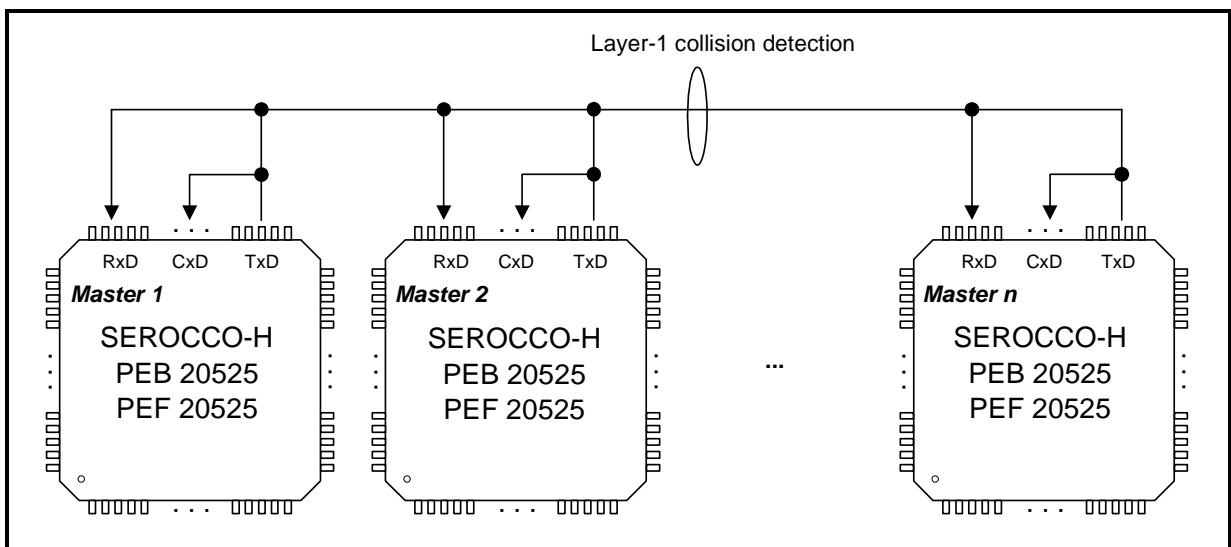 Layer-1 collision detection
RxD CxD TxD
Master 1
SEROCCO-H
PEB 20525
PEF 20525
RxD CxD TxD
Master 2
SEROCCO-H
PEB 20525
PEF 20525
...
RxD CxD TxD
Master n
SEROCCO-H
PEB 20525
PEF 20525